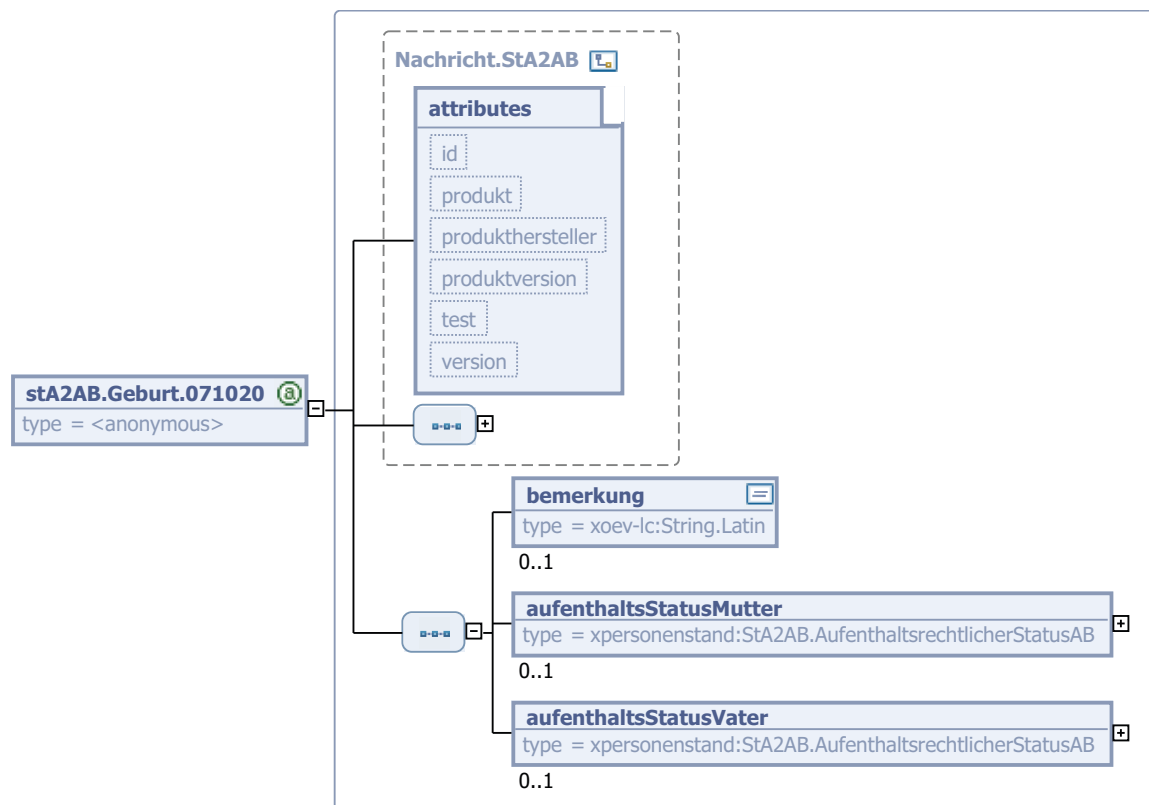 Nachricht.StA2AB
attributes
id
produkt
produkthersteller
produktversion
test
version
stA2AB.Geburt.071020 a
type = <anonymous>
bemerkung
type = xoev-lc:String.Latin
0..1
aufenthaltsStatusMutter
type = xpersonenstand:StA2AB.AufenthaltsrechtlicherStatusAB
0..1
aufenthaltsStatusVater
type = xpersonenstand:StA2AB.AufenthaltsrechtlicherStatusAB
0..1